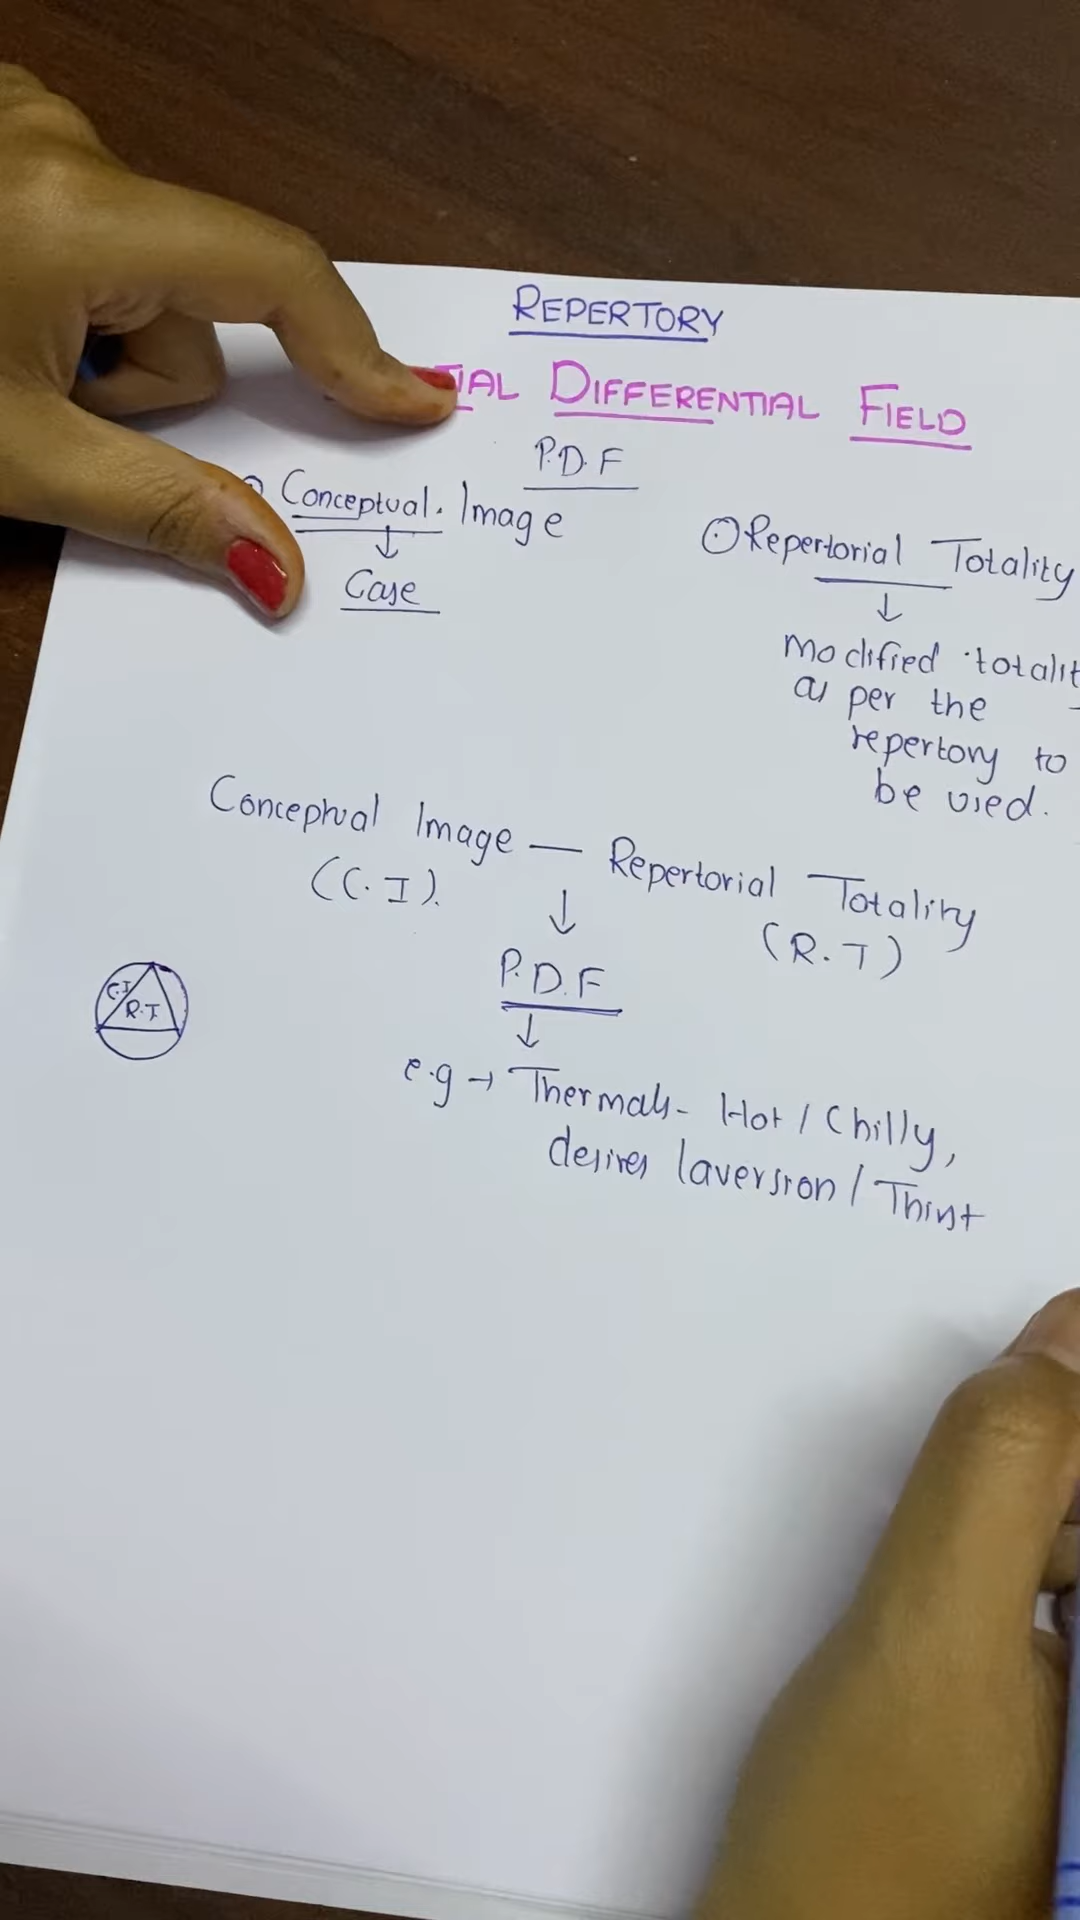 REPERTORY
TIAL DIFFERENTIAL FIELD
P.D.F
Conceptual Image
↓
Case
⊙ Repertorial Totality
↓
modified totalit
as per the
repertory to
be used.
Conceptual Image — Repertorial Totality
(C.I). ↓ (R.T)
P.D.F
↓
C.I
R.T
e.g → Thermals - Hot / Chilly,
desires / aversion / Thirst